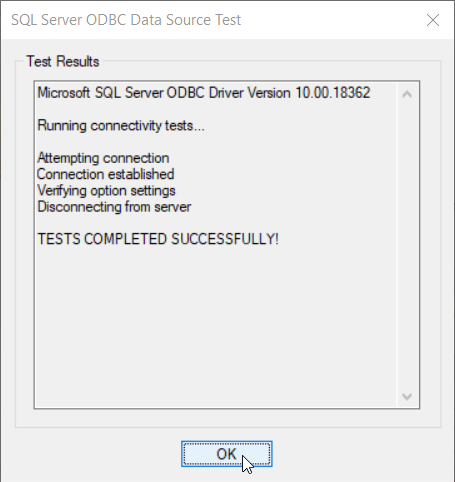 SQL Server ODBC Data Source Test
Test Results
Microsoft SQL Server ODBC Driver Version 10.00.18362
Running connectivity tests...
Attempting connection
Connection established
Verifying option settings
Disconnecting from server
TESTS COMPLETED SUCCESSFULLY!
OK